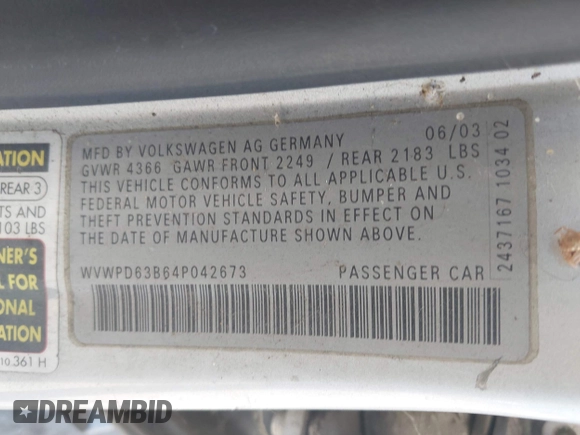 MFD BY VOLKSWAGEN AG GERMANY 06/03
GVWR 4366 GAWR FRONT 2249 / REAR 2183 LBS
THIS VEHICLE CONFORMS TO ALL APPLICABLE U.S.
FEDERAL MOTOR VEHICLE SAFETY, BUMPER AND
THEFT PREVENTION STANDARDS IN EFFECT ON
THE DATE OF MANUFACTURE SHOWN ABOVE.
WVWPD63B64P042673 PASSENGER CAR
2437167 1034 02
ATION
REAR 3
TS AND
103 LBS
NER'S
L FOR
ONAL
ATION
10.361 H
DREAMBID